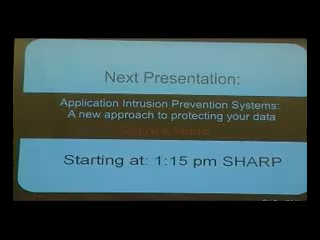 Next Presentation:
Application Intrusion Prevention Systems:
A new approach to protecting your data
Starting at: 1:15 pm SHARP